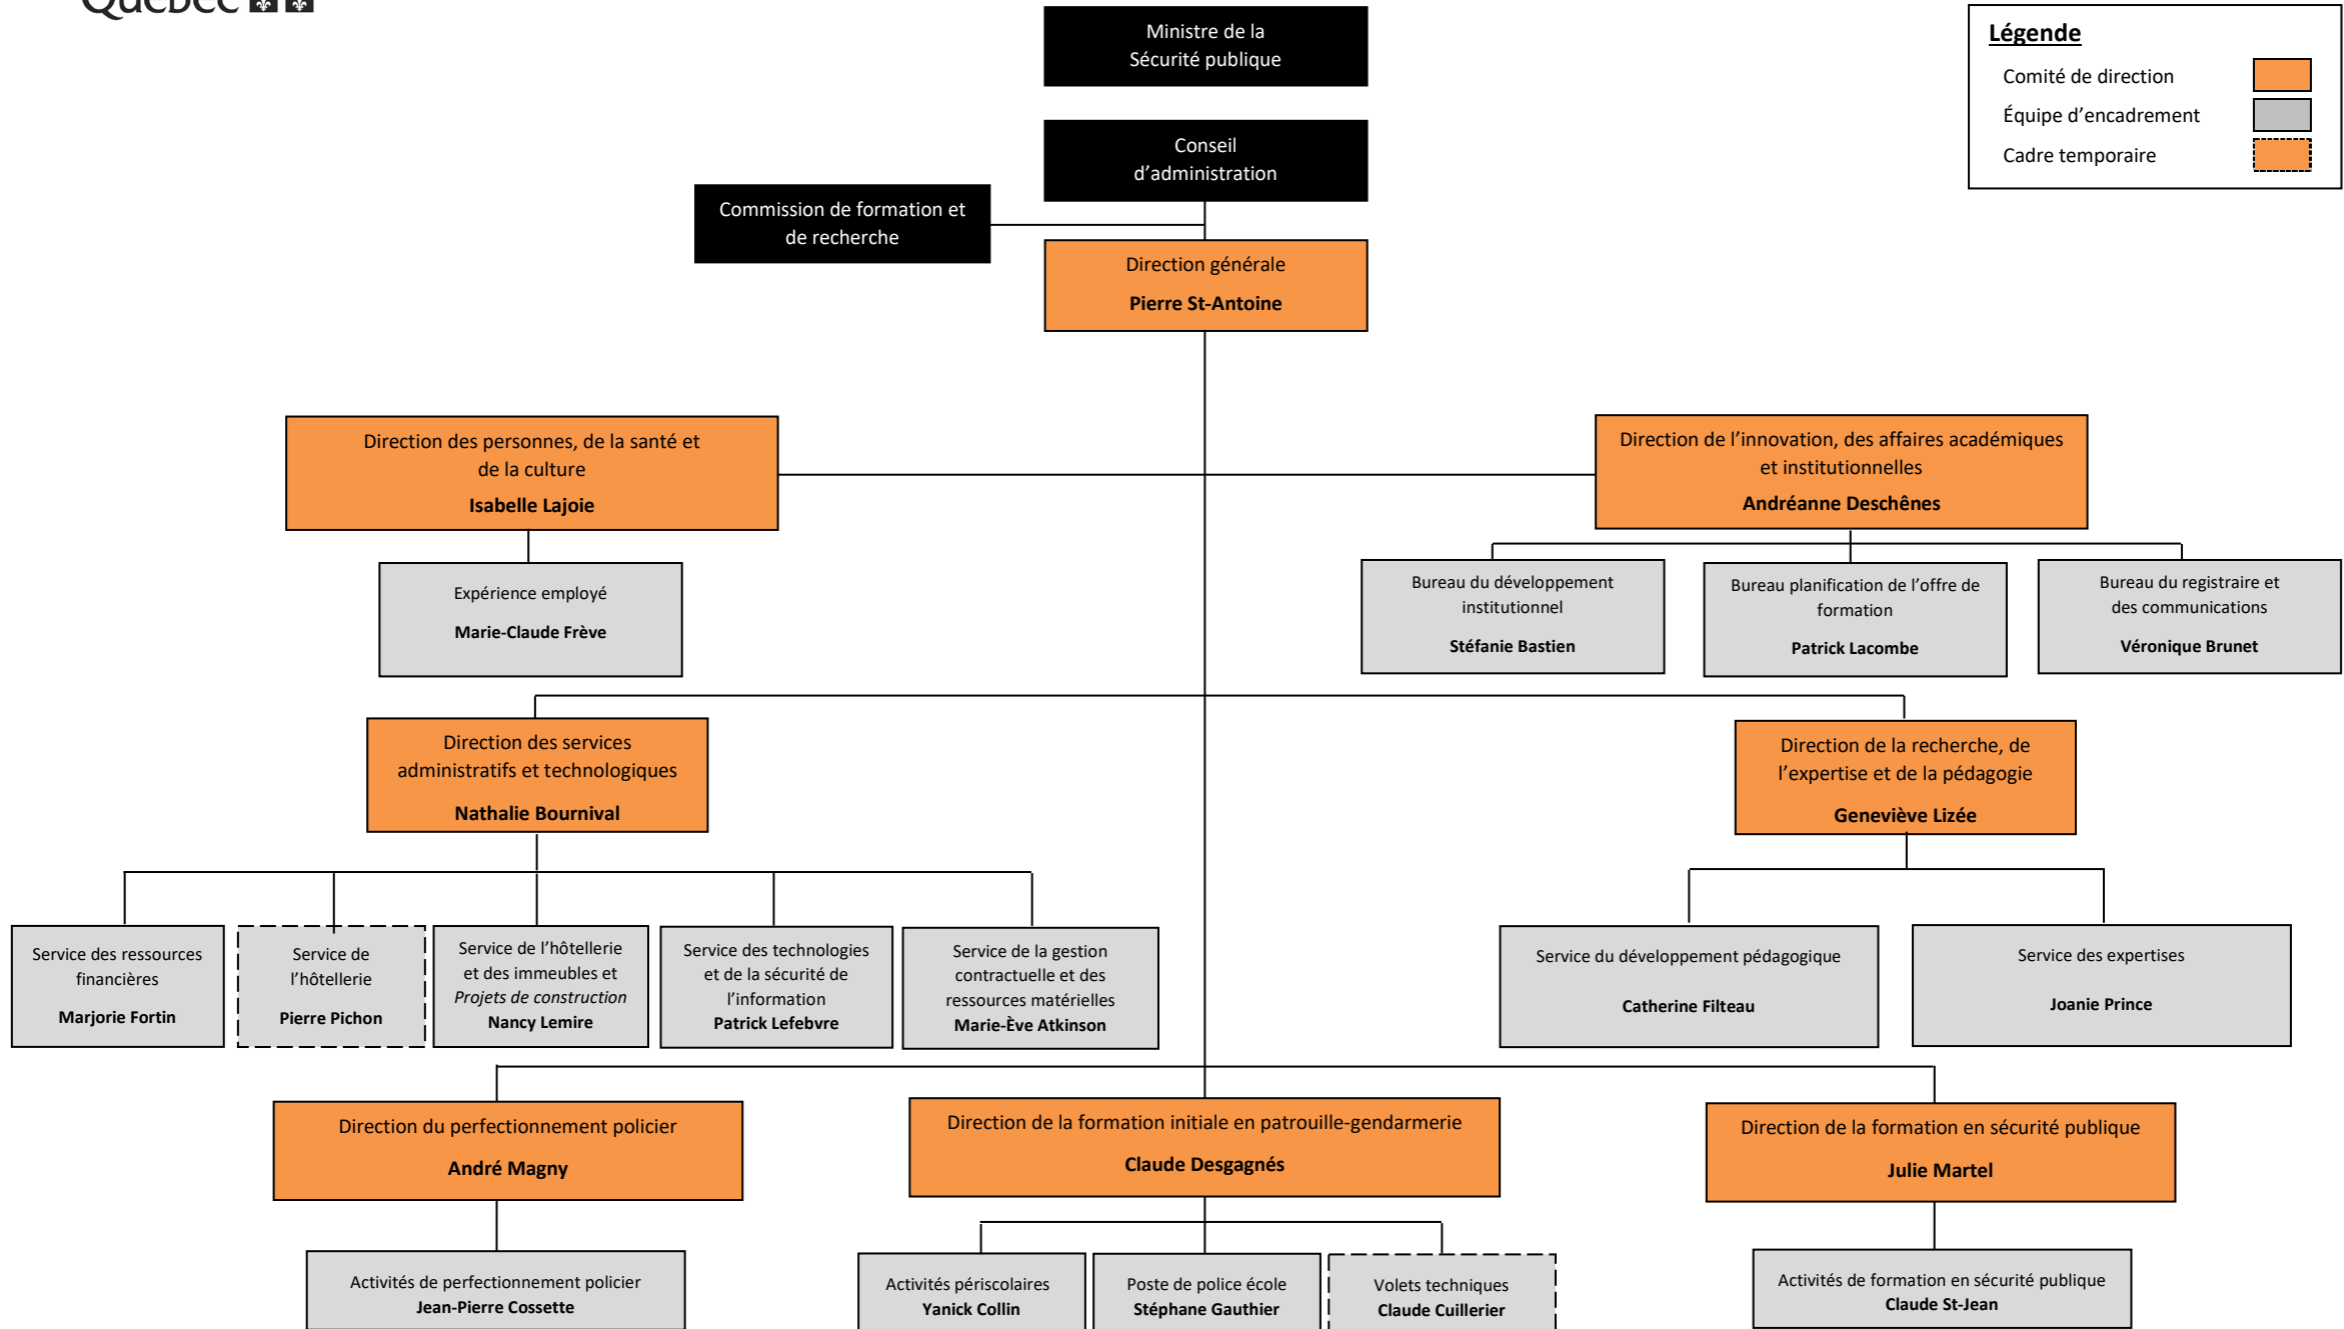 Québec
Ministre de la
Sécurité publique
Légende
Comité de direction
Équipe d'encadrement
Cadre temporaire
Conseil
d'administration
Commission de formation et
de recherche
Direction générale
Pierre St-Antoine
Direction des personnes, de la santé et
de la culture
Isabelle Lajoie
Direction de l'innovation, des affaires académiques
et institutionnelles
Andréanne Deschênes
Expérience employé
Marie-Claude Frève
Bureau du développement
institutionnel
Stéfanie Bastien
Bureau planification de l'offre de
formation
Patrick Lacombe
Bureau du registraire et
des communications
Véronique Brunet
Direction des services
administratifs et technologiques
Nathalie Bournival
Direction de la recherche, de
l'expertise et de la pédagogie
Geneviève Lizée
Service des ressources
financières
Marjorie Fortin
Service de
l'hôtellerie
Pierre Pichon
Service de l'hôtellerie
et des immeubles et
Projets de construction
Nancy Lemire
Service des technologies
et de la sécurité de
l'information
Patrick Lefebvre
Service de la gestion
contractuelle et des
ressources matérielles
Marie-Ève Atkinson
Service du développement pédagogique
Catherine Filteau
Service des expertises
Joanie Prince
Direction du perfectionnement policier
André Magny
Direction de la formation initiale en patrouille-gendarmerie
Claude Desgagnés
Direction de la formation en sécurité publique
Julie Martel
Activités de perfectionnement policier
Jean-Pierre Cossette
Activités périscolaires
Yanick Collin
Poste de police école
Stéphane Gauthier
Volets techniques
Claude Cuillerier
Activités de formation en sécurité publique
Claude St-Jean